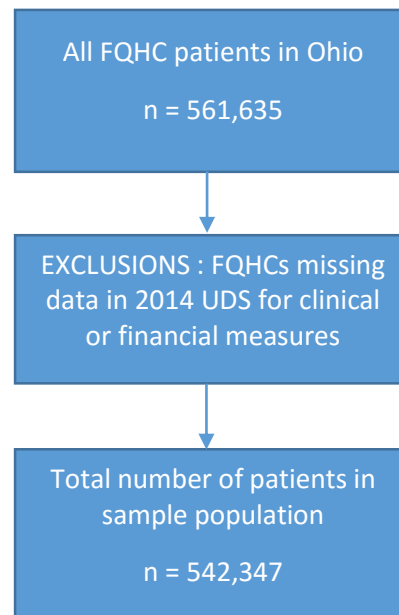 All FQHC patients in Ohio
n = 561,635
EXCLUSIONS : FQHCs missing
data in 2014 UDS for clinical
or financial measures
Total number of patients in
sample population
n = 542,347